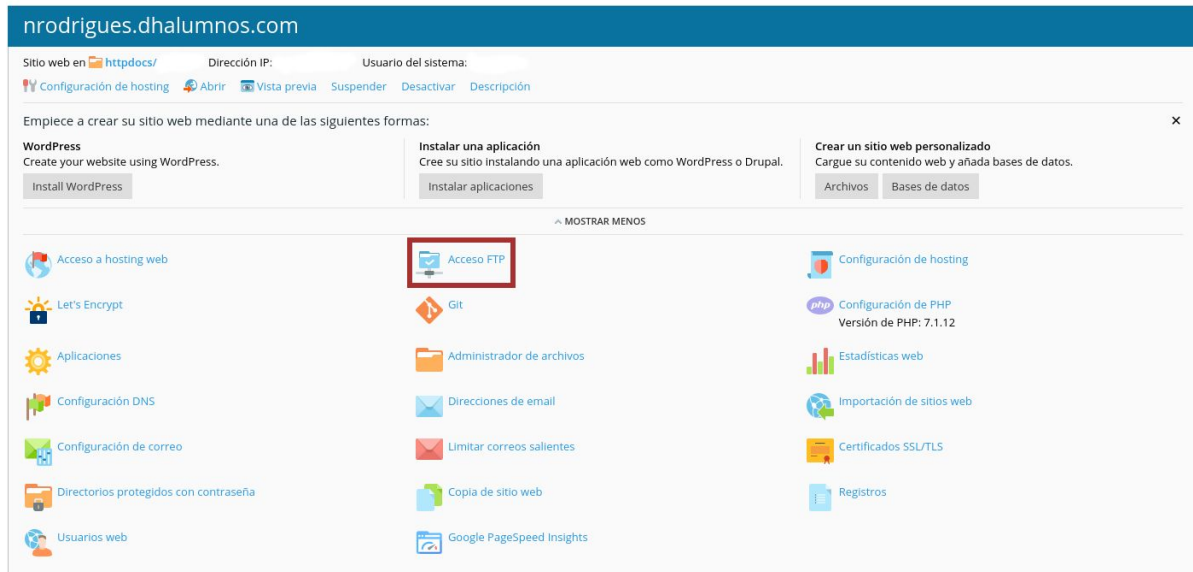 nrodrigues.dhalumnos.com
Sitio web en httpdocs/ Dirección IP: Usuario del sistema:
Configuración de hosting Abrir Vista previa Suspender Desactivar Descripción
Empiece a crear su sitio web mediante una de las siguientes formas:
WordPress
Create your website using WordPress.
Install WordPress
Instalar una aplicación
Cree su sitio instalando una aplicación web como WordPress o Drupal.
Instalar aplicaciones
Crear un sitio web personalizado
Cargue su contenido web y añada bases de datos.
Archivos Bases de datos
MOSTRAR MENOS
Acceso a hosting web Acceso FTP Configuración de hosting
Let's Encrypt Git php Configuración de PHP
Versión de PHP: 7.1.12
Aplicaciones Administrador de archivos Estadísticas web
Configuración DNS Direcciones de email Importación de sitios web
Configuración de correo Limitar correos salientes Certificados SSL/TLS
Directorios protegidos con contraseña Copia de sitio web Registros
Usuarios web Google PageSpeed Insights